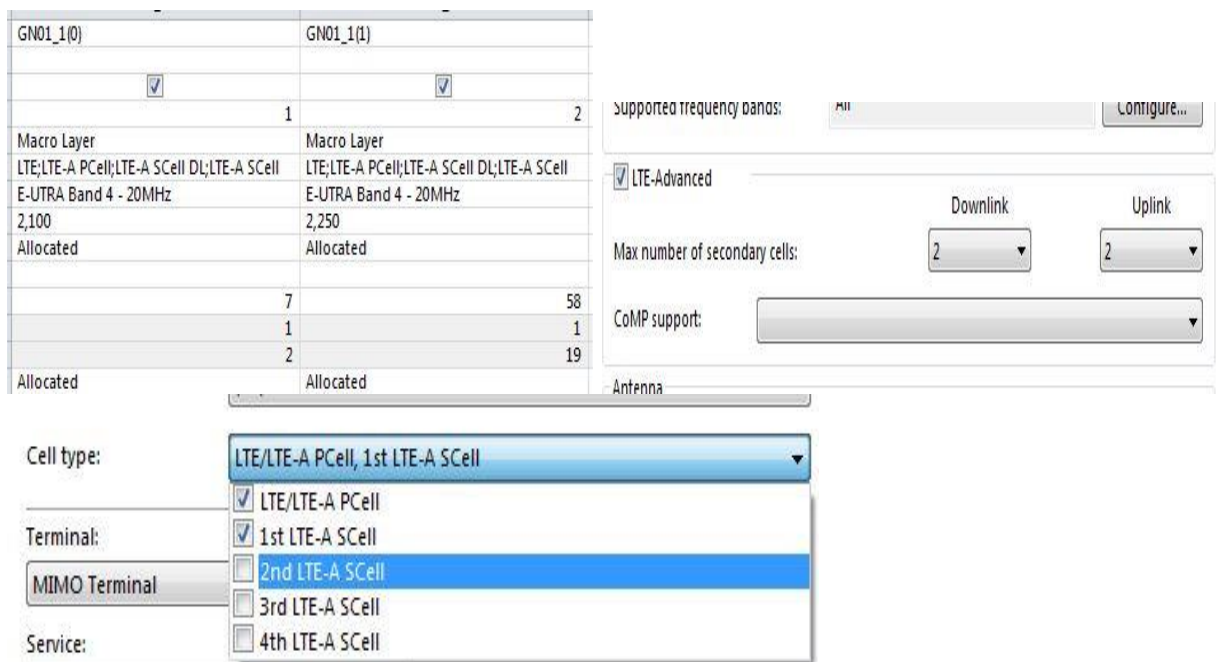 GN01_1(0) GN01_1(1)
1 2
Macro Layer Macro Layer
LTE;LTE-A PCell;LTE-A SCell DL;LTE-A SCell LTE;LTE-A PCell;LTE-A SCell DL;LTE-A SCell
E-UTRA Band 4 - 20MHz E-UTRA Band 4 - 20MHz
2,100 2,250
Allocated Allocated
7 58
1 1
2 19
Allocated Allocated
Supported frequency bands: All Configure...
LTE-Advanced
Downlink Uplink
Max number of secondary cells: 2 2
CoMP support:
Antenna
Cell type: LTE/LTE-A PCell, 1st LTE-A SCell
LTE/LTE-A PCell
Terminal: 1st LTE-A SCell
MIMO Terminal 2nd LTE-A SCell
3rd LTE-A SCell
Service: 4th LTE-A SCell